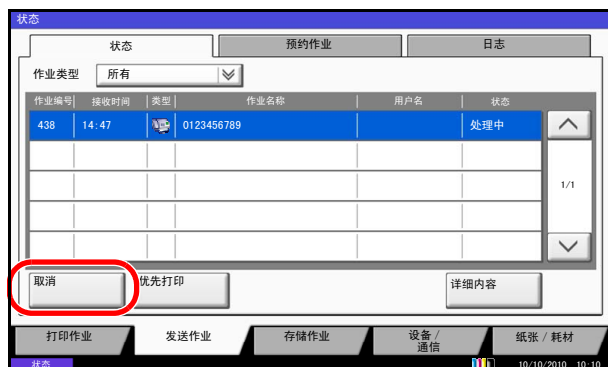 状态
状态 预约作业 日志
作业类型 所有
作业编号 接收时间 类型 作业名称 用户名 状态
438 14:47 0123456789 处理中
1/1
取消 优先打印 详细内容
打印作业 发送作业 存储作业 设备 / 通信 纸张 / 耗材
状态 10/10/2010 10:10